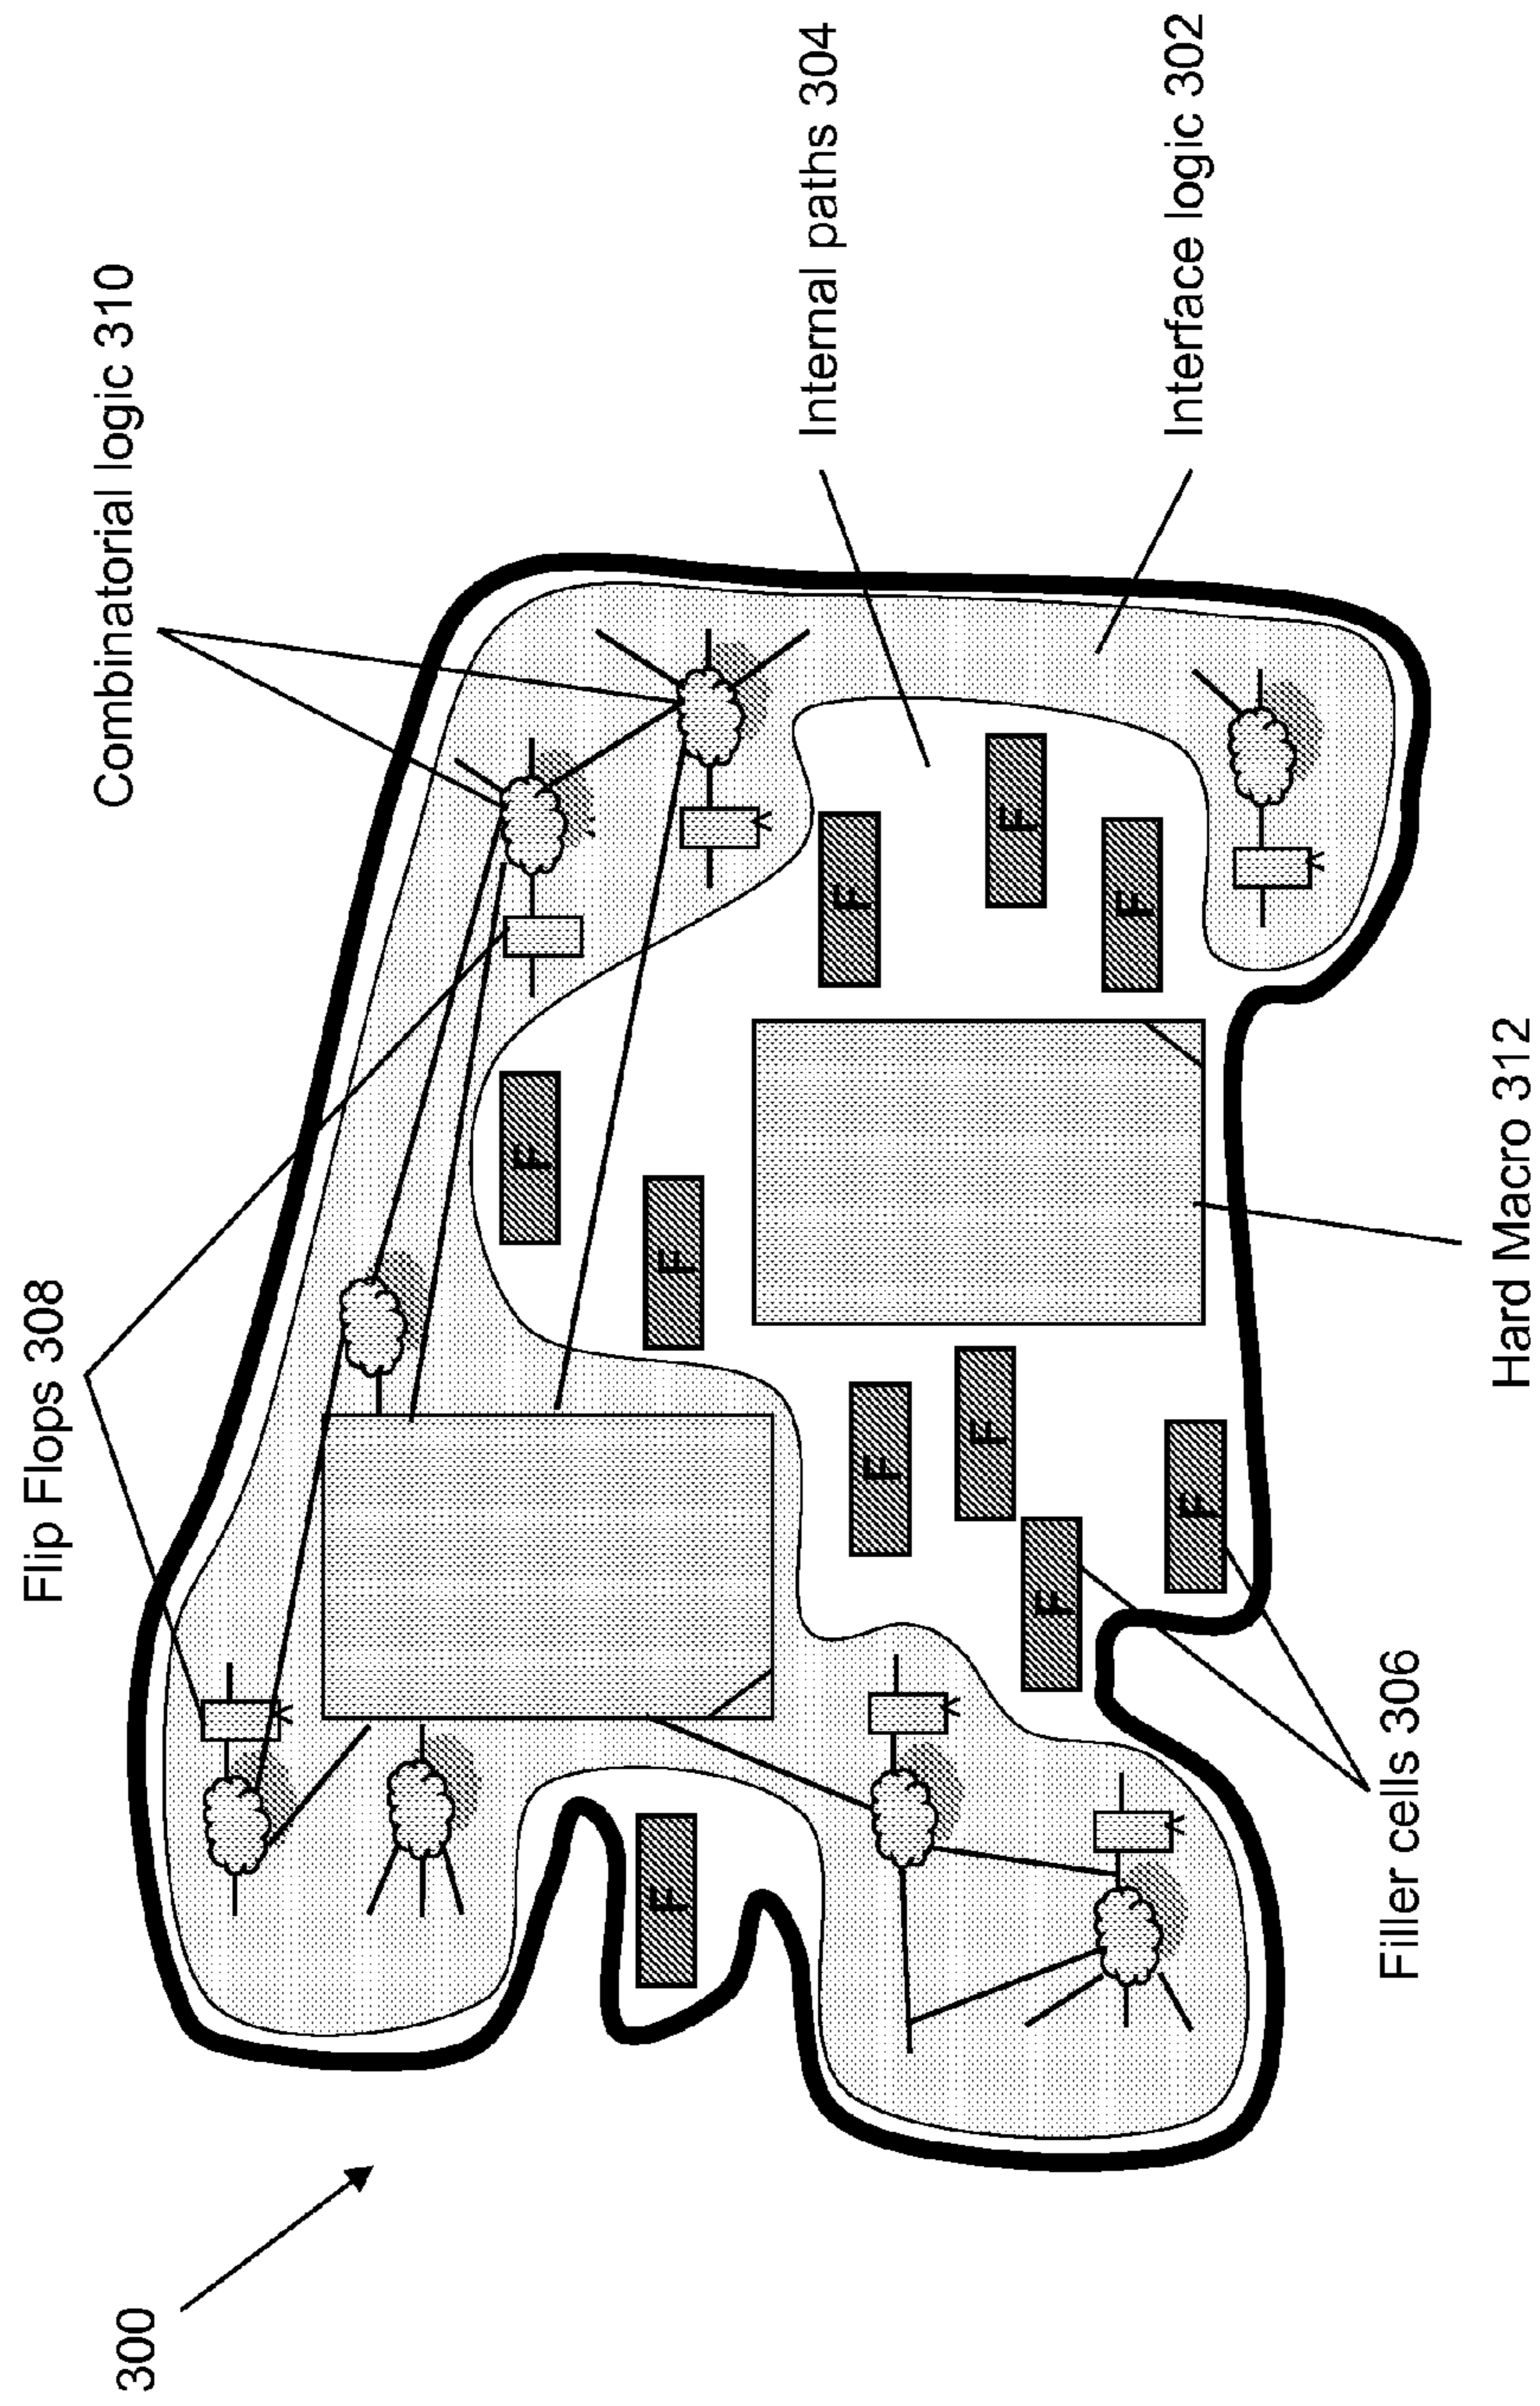 Flip Flops 308
Combinatorial logic 310
300
F
F
F
Internal paths 304
F
F
F
F
F
F
Interface logic 302
F
Filler cells 306
Hard Macro 312